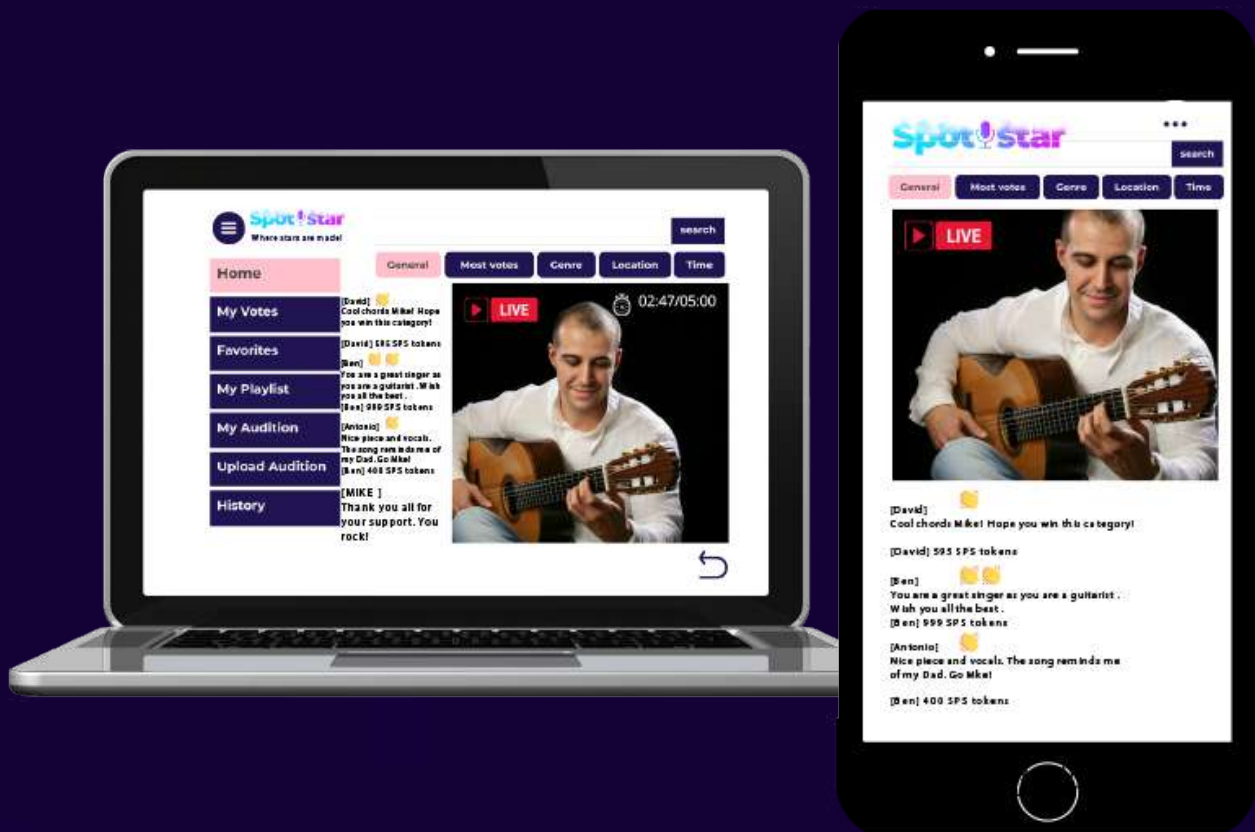 Spot star
Where stars are made!
search
General
Most votes
Genre
Location
Time
Home
My Votes
Favorites
My Playlist
My Audition
Upload Audition
History
[David]
Cool chords Mike! Hope
you win this category!
[David] 595 SPS tokens
[Ben]
You are a great singer as
you are a guitarist . Wish
you all the best .
[Ben] 999 SPS tokens
[Antonio]
Nice piece and vocals.
The song reminds me of
my Dad. Go Mke!
[Ben] 400 SPS tokens
[MIKE ]
Thank you all for
your support. You
rock!
LIVE
02:47/05:00
Spot star
search
General
Most votes
Genre
Location
Time
LIVE
[David]
Cool chords Mike! Hope you win this category!
[David] 595 SPS tokens
[Ben]
You are a great singer as you are a guitarist .
Wish you all the best .
[Ben] 999 SPS tokens
[Antonio]
Nice piece and vocals. The song reminds me
of my Dad. Go Mke!
[Ben] 400 SPS tokens